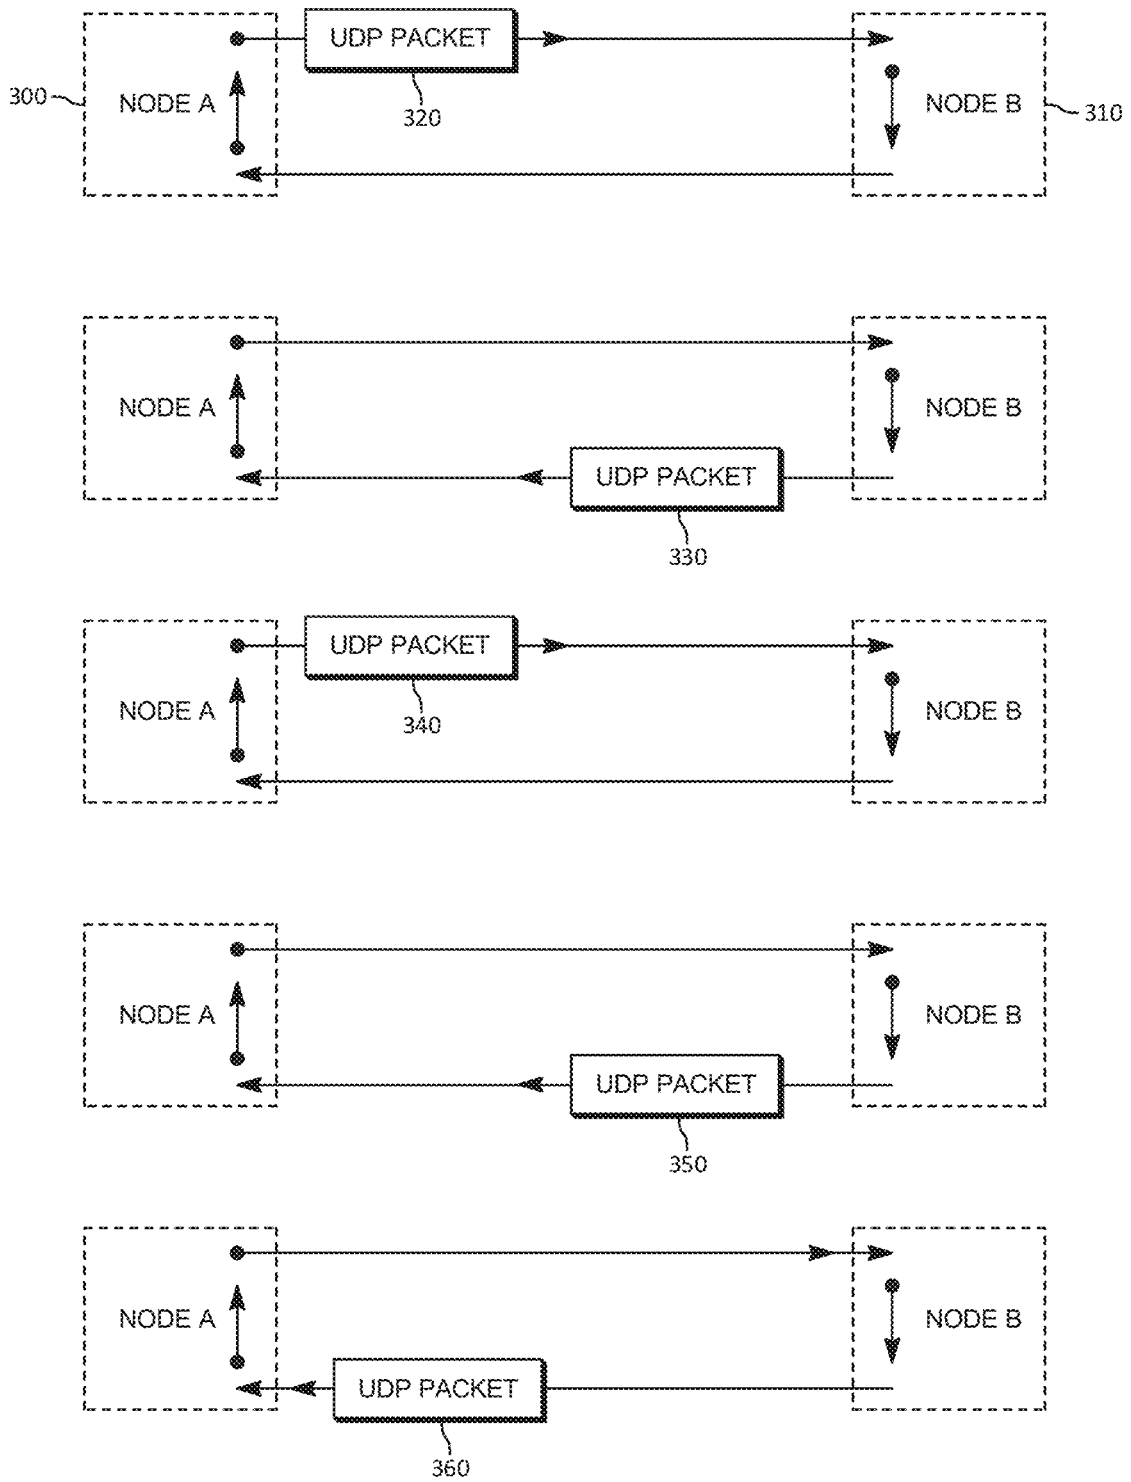 UDP PACKET
300
NODE A
320
NODE B
310
NODE A
NODE B
UDP PACKET
330
UDP PACKET
NODE A
340
NODE B
NODE A
NODE B
UDP PACKET
350
NODE A
NODE B
UDP PACKET
360